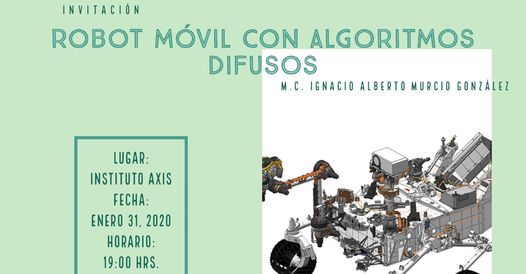 INVITACIÓN
ROBOT MÓVIL CON ALGORITMOS
DIFUSOS
M.C. IGNACIO ALBERTO MURCIO GONZÁLEZ
LUGAR:
INSTITUTO AXIS
FECHA:
ENERO 31, 2020
HORARIO:
19:00 HRS.